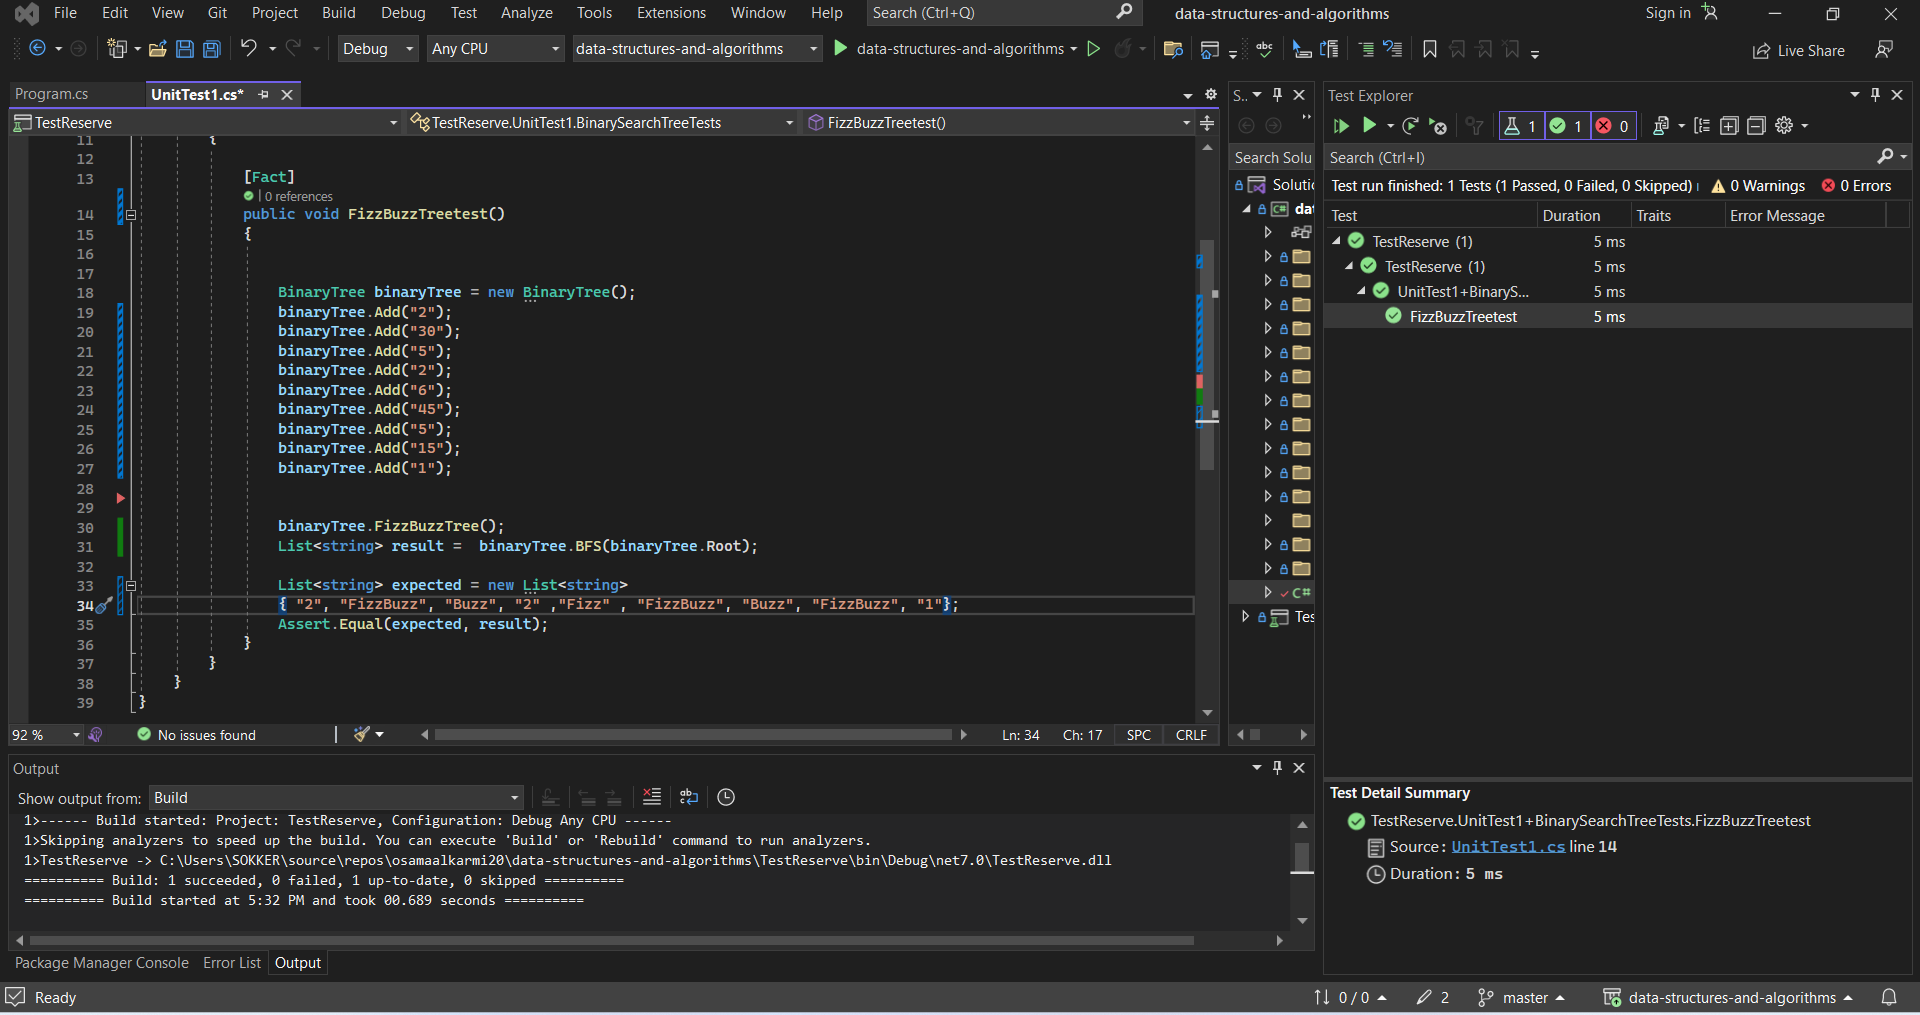 File Edit View Git Project Build Debug Test Analyze Tools Extensions Window Help Search (Ctrl+Q) data-structures-and-algorithms Sign in
Debug Any CPU data-structures-and-algorithms data-structures-and-algorithms Live Share
Program.cs UnitTest1.cs*
TestReserve TestReserve.UnitTest1.BinarySearchTreeTests FizzBuzzTreetest()
11 {
12
13 [Fact]
0 references
14 public void FizzBuzzTreetest()
15 {
16
17
18 BinaryTree binaryTree = new BinaryTree();
19 binaryTree.Add("2");
20 binaryTree.Add("30");
21 binaryTree.Add("5");
22 binaryTree.Add("2");
23 binaryTree.Add("6");
24 binaryTree.Add("45");
25 binaryTree.Add("5");
26 binaryTree.Add("15");
27 binaryTree.Add("1");
28
29
30 binaryTree.FizzBuzzTree();
31 List<string> result =  binaryTree.BFS(binaryTree.Root);
32
33 List<string> expected = new List<string>
34 { "2", "FizzBuzz", "Buzz", "2" ,"Fizz" , "FizzBuzz", "Buzz", "FizzBuzz", "1"};
35 Assert.Equal(expected, result);
36 }
37 }
38 }
39 }
92 % No issues found Ln: 34 Ch: 17 SPC CRLF
S..
Search Solu
Soluti
dat
C#
Tes
Test Explorer
1 1 0
Search (Ctrl+I)
Test run finished: 1 Tests (1 Passed, 0 Failed, 0 Skipped) 0 Warnings 0 Errors
Test Duration Traits Error Message
TestReserve (1) 5 ms
TestReserve (1) 5 ms
UnitTest1+BinaryS... 5 ms
FizzBuzzTreetest 5 ms
Test Detail Summary
TestReserve.UnitTest1+BinarySearchTreeTests.FizzBuzzTreetest
Source: UnitTest1.cs line 14
Duration: 5 ms
Output
Show output from: Build
1>------ Build started: Project: TestReserve, Configuration: Debug Any CPU ------
1>Skipping analyzers to speed up the build. You can execute 'Build' or 'Rebuild' command to run analyzers.
1>TestReserve -> C:\Users\SOKKER\source\repos\osamaalkarmi20\data-structures-and-algorithms\TestReserve\bin\Debug\net7.0\TestReserve.dll
========== Build: 1 succeeded, 0 failed, 1 up-to-date, 0 skipped ==========
========== Build started at 5:32 PM and took 00.689 seconds ==========
Package Manager Console Error List Output
Ready 0 / 0 2 master data-structures-and-algorithms